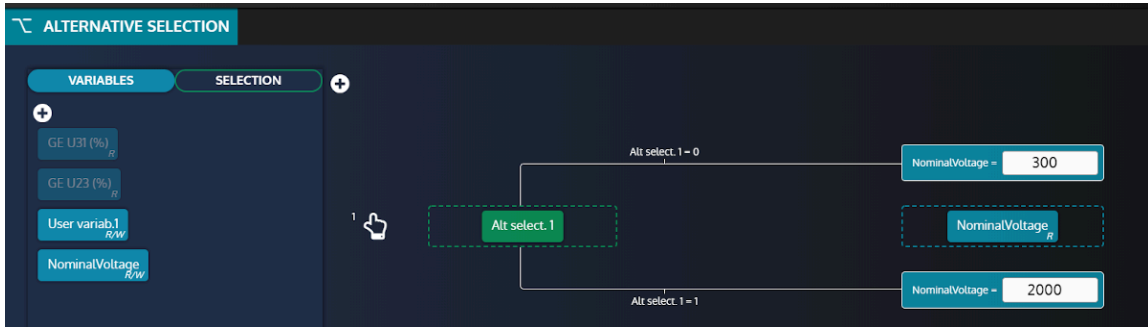 ALTERNATIVE SELECTION
VARIABLES
SELECTION
GE U31 (%)
R
GE U23 (%)
R
User variab.1
R/W
NominalVoltage
R/W
1
Alt select. 1
Alt select. 1 = 0
NominalVoltage =
300
NominalVoltage
R
Alt select. 1 = 1
NominalVoltage =
2000